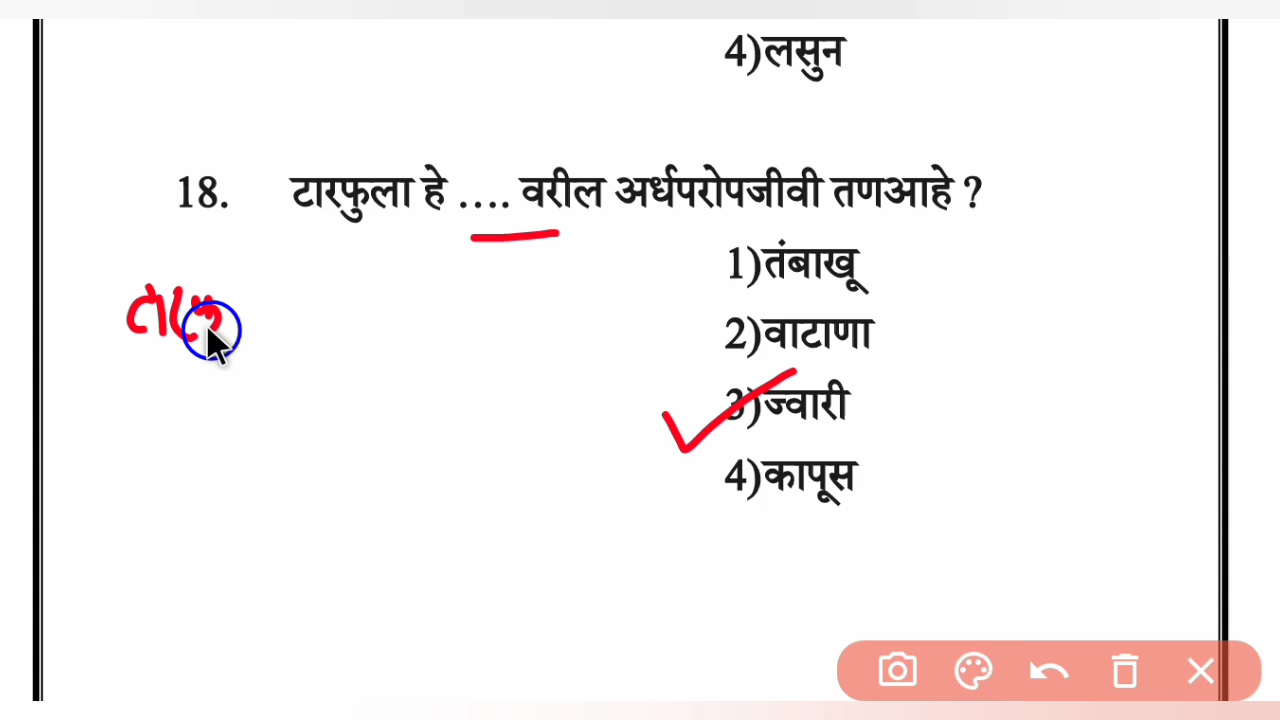 4)लसुन
18. टारफुला हे .... वरील अर्धपरोपजीवी तणआहे ?
1)तंबाखू
2)वाटाणा
3)ज्वारी
4)कापूस